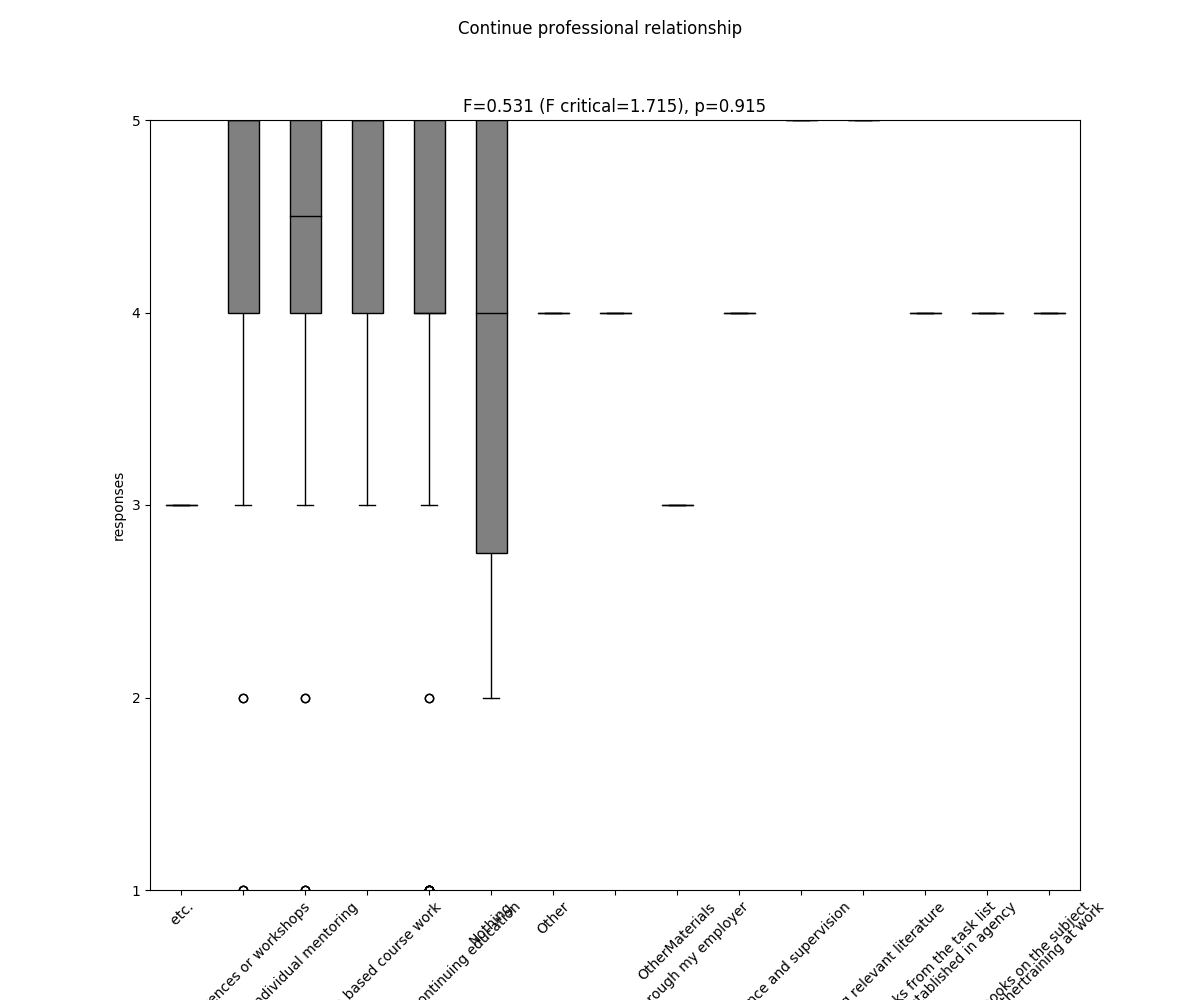 Continue professional relationship
F=0.531 (F critical=1.715), p=0.915
5
4
3
2
1
responses
etc.
ences or workshops
ndividual mentoring
based course work
ontinuing education
Nothing
Other
OtherMaterials
rough my employer
nce and supervision
g relevant literature
ks from the task list
tablished in agency
ooks on the subject
hertraining at work